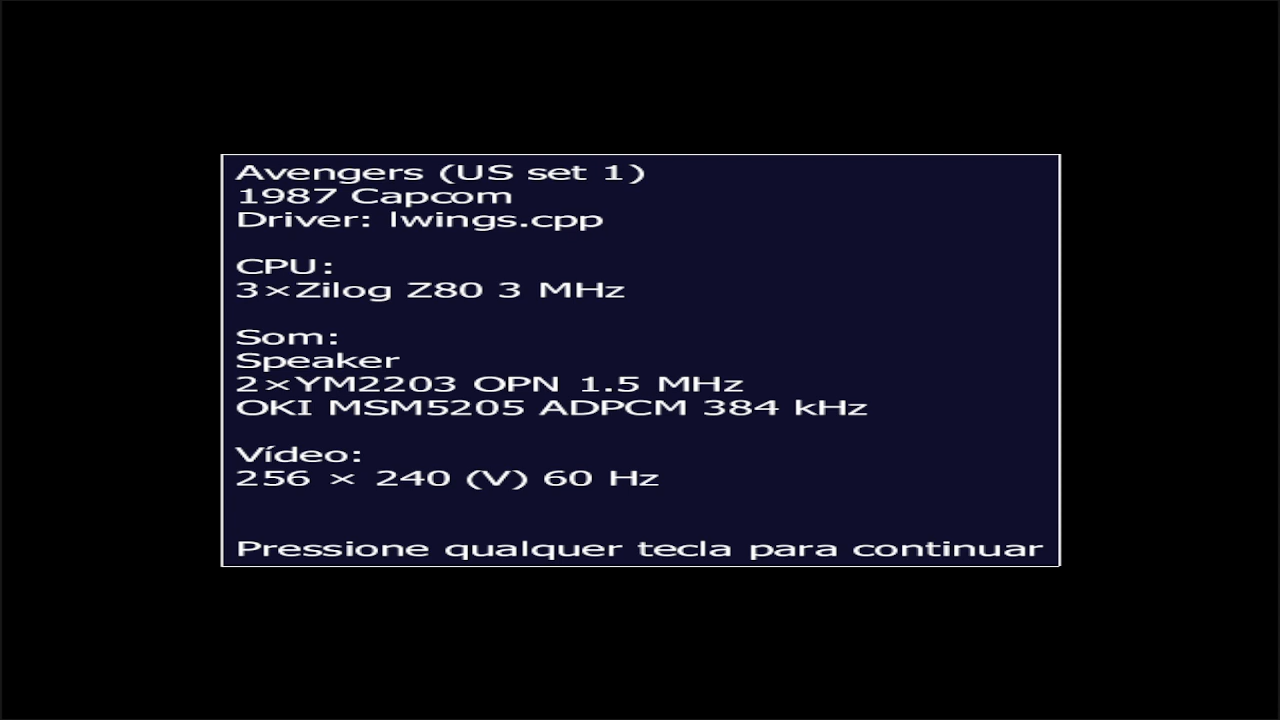 Avengers (US set 1)
1987 Capcom
Driver: lwings.cpp
CPU:
3×Zilog Z80 3 MHz
Som:
Speaker
2×YM2203 OPN 1.5 MHz
OKI MSM5205 ADPCM 384 kHz
Vídeo:
256 × 240 (V) 60 Hz
Pressione qualquer tecla para continuar